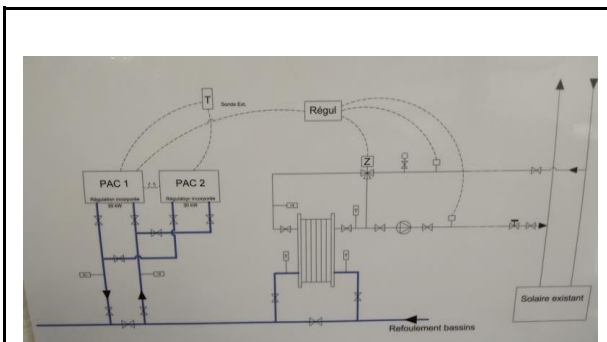 T
Sonde Ext.
Régul
Z
PAC 1
Régulation incorporée
PAC 2
Régulation incorporée
Solaire existant
Refoulement bassins